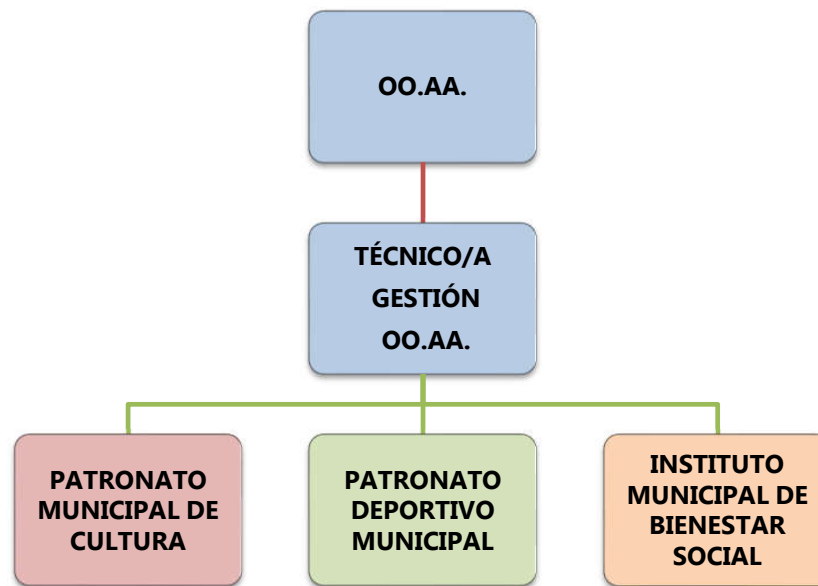 OO.AA.
TÉCNICO/A
GESTIÓN
OO.AA.
PATRONATO
MUNICIPAL DE
CULTURA
PATRONATO
DEPORTIVO
MUNICIPAL
INSTITUTO
MUNICIPAL DE
BIENESTAR
SOCIAL